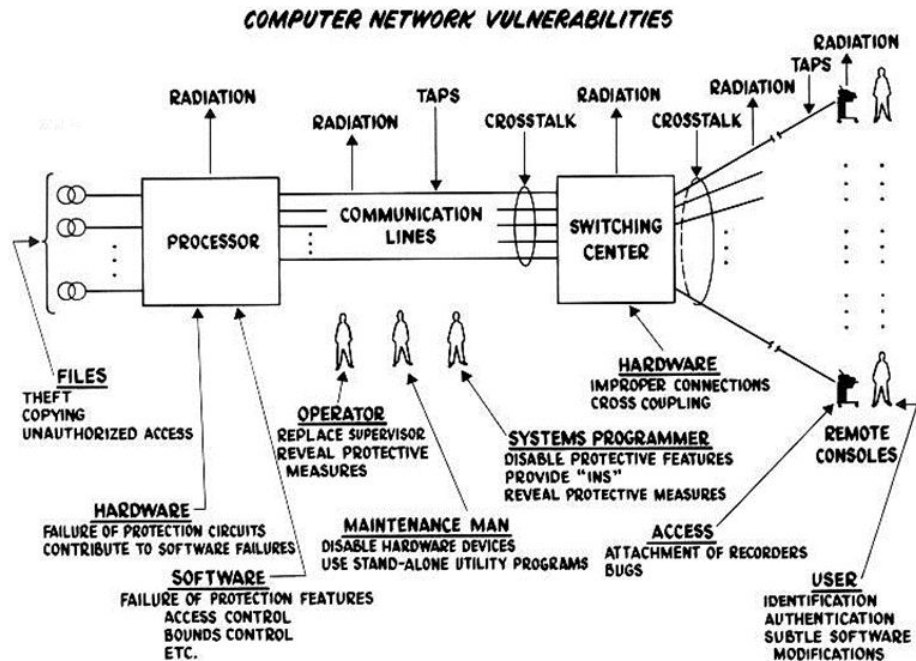 COMPUTER NETWORK VULNERABILITIES
RADIATION
TAPS
RADIATION
RADIATION
TAPS
RADIATION
RADIATION
CROSSTALK
CROSSTALK
PROCESSOR
COMMUNICATION
LINES
SWITCHING
CENTER
FILES
THEFT
COPYING
UNAUTHORIZED ACCESS
OPERATOR
REPLACE SUPERVISOR
REVEAL PROTECTIVE
MEASURES
HARDWARE
IMPROPER CONNECTIONS
CROSS COUPLING
SYSTEMS PROGRAMMER
DISABLE PROTECTIVE FEATURES
PROVIDE "INS"
REVEAL PROTECTIVE MEASURES
REMOTE
CONSOLES
HARDWARE
FAILURE OF PROTECTION CIRCUITS
CONTRIBUTE TO SOFTWARE FAILURES
MAINTENANCE MAN
DISABLE HARDWARE DEVICES
USE STAND-ALONE UTILITY PROGRAMS
ACCESS
ATTACHMENT OF RECORDERS
BUGS
SOFTWARE
FAILURE OF PROTECTION FEATURES
ACCESS CONTROL
BOUNDS CONTROL
ETC.
USER
IDENTIFICATION
AUTHENTICATION
SUBTLE SOFTWARE
MODIFICATIONS